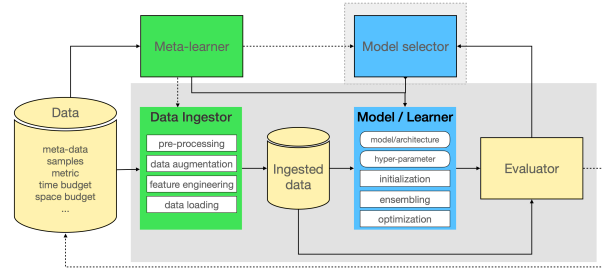 Meta-learner
Model selector
Data
meta-data
samples
metric
time budget
space budget
...
Data Ingestor
pre-processing
data augmentation
feature engineering
data loading
Ingested
data
Model / Learner
model/architecture
hyper-parameter
initialization
ensembling
optimization
Evaluator